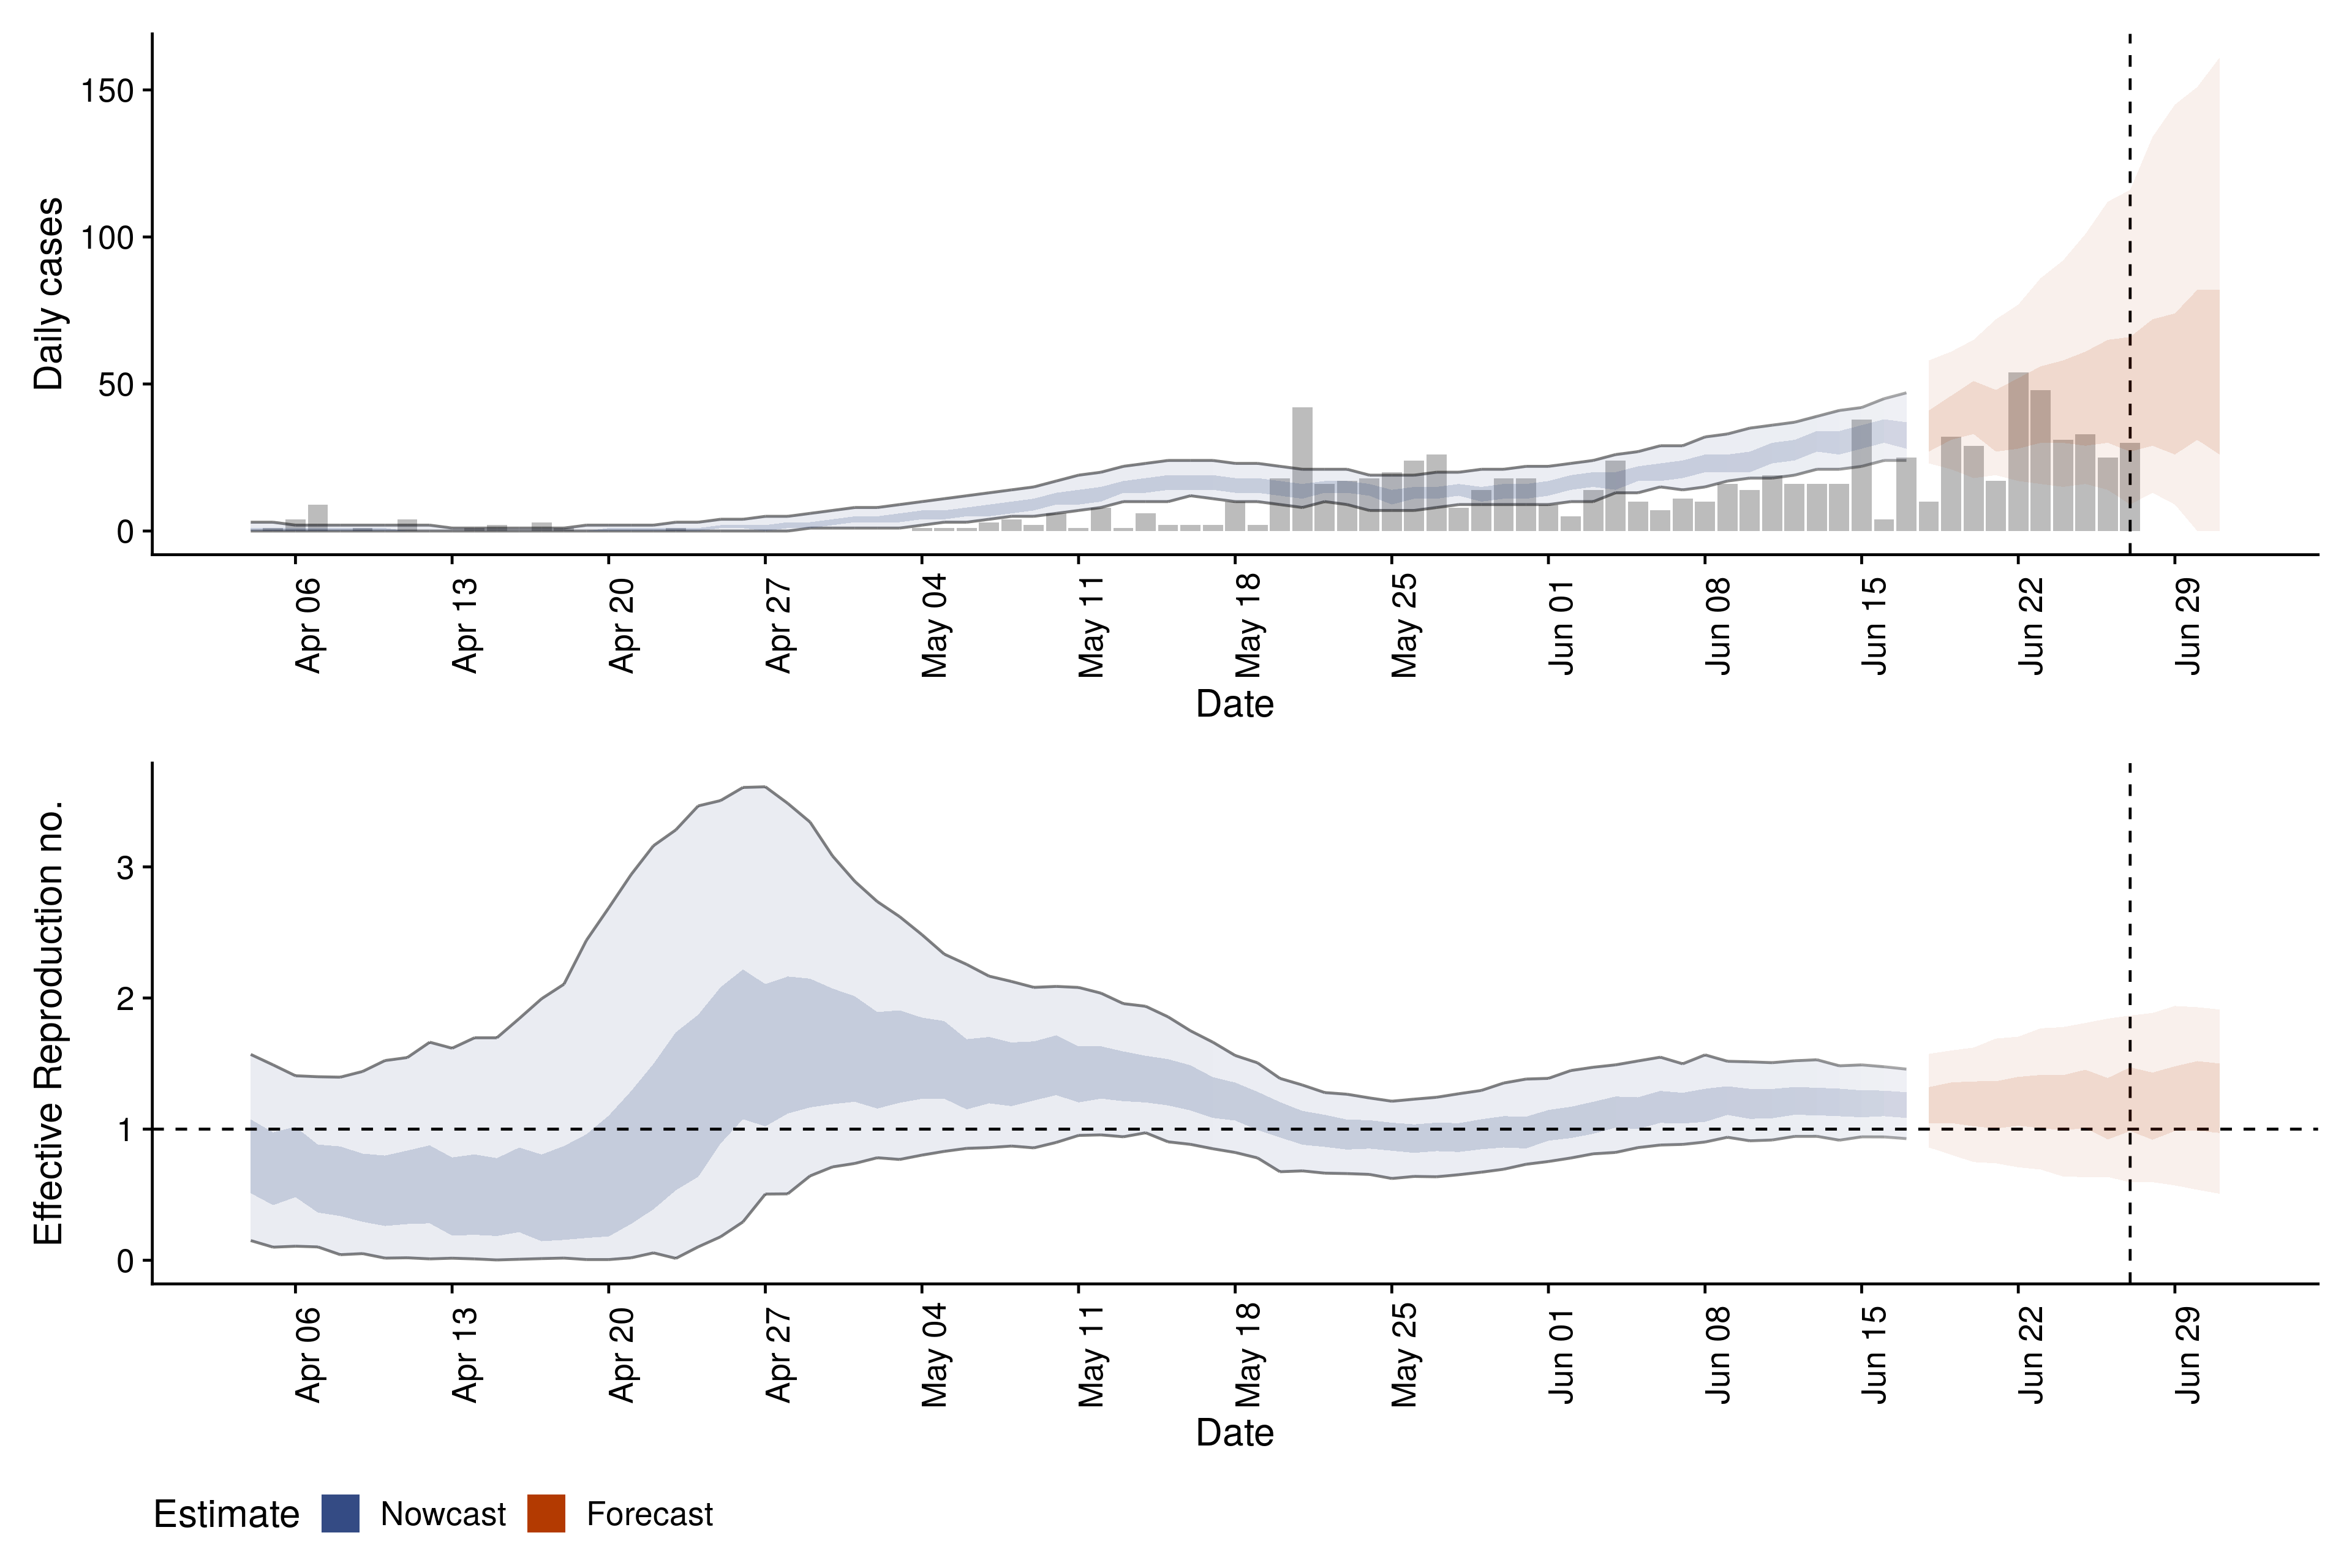 Daily cases
150
100
50
0
Apr 06
Apr 13
Apr 20
Apr 27
May 04
May 11
May 18
May 25
Jun 01
Jun 08
Jun 15
Jun 22
Jun 29
Date
Effective Reproduction no.
3
2
1
0
Apr 06
Apr 13
Apr 20
Apr 27
May 04
May 11
May 18
May 25
Jun 01
Jun 08
Jun 15
Jun 22
Jun 29
Date
Estimate Nowcast Forecast